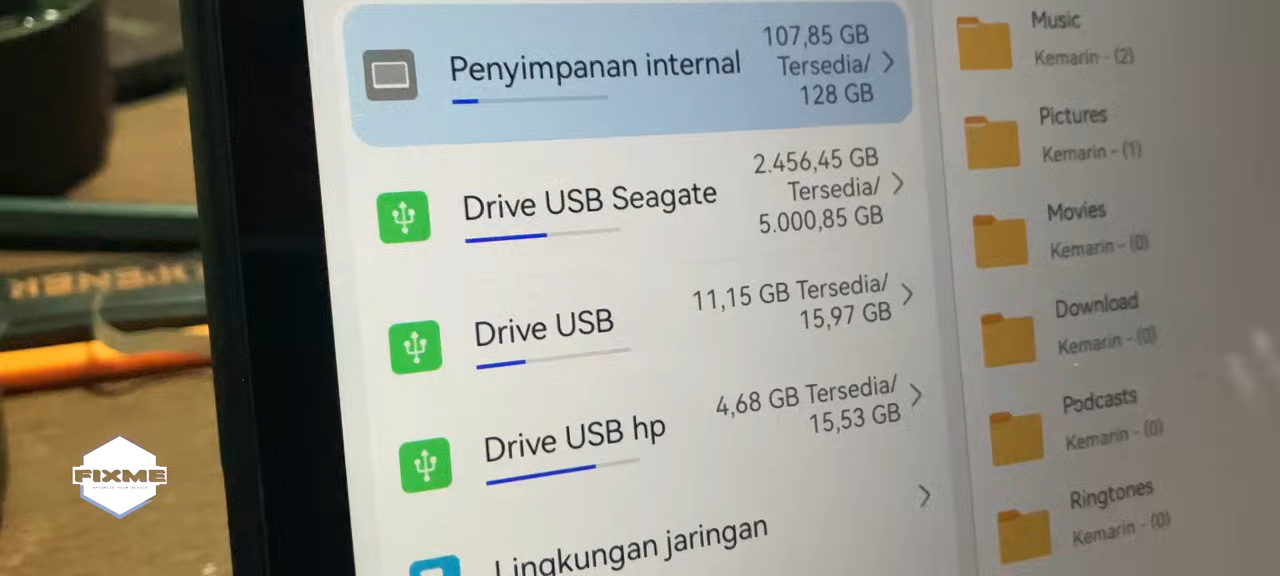 Penyimpanan internal
107,85 GB
Tersedia/
128 GB
Drive USB Seagate
2.456,45 GB
Tersedia/
5.000,85 GB
Drive USB
11,15 GB Tersedia/
15,97 GB
Drive USB hp
4,68 GB Tersedia/
15,53 GB
Lingkungan jaringan
Music
Kemarin - (2)
Pictures
Kemarin - (1)
Movies
Kemarin - (0)
Download
Kemarin - (0)
Podcasts
Kemarin - (0)
Ringtones
Kemarin - (0)
FIXME